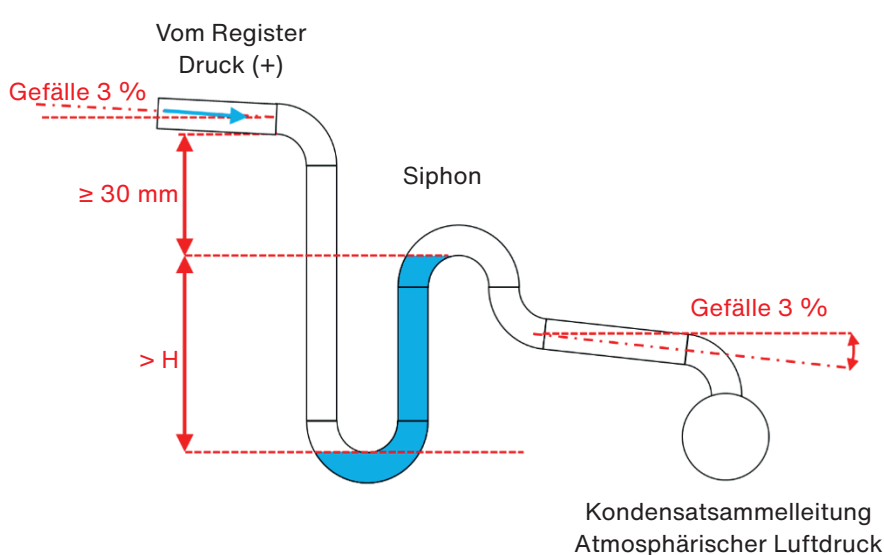 Vom Register
Druck (+)
Gefälle 3 %
≥ 30 mm
Siphon
Gefälle 3 %
> H
Kondensatsammelleitung
Atmosphärischer Luftdruck